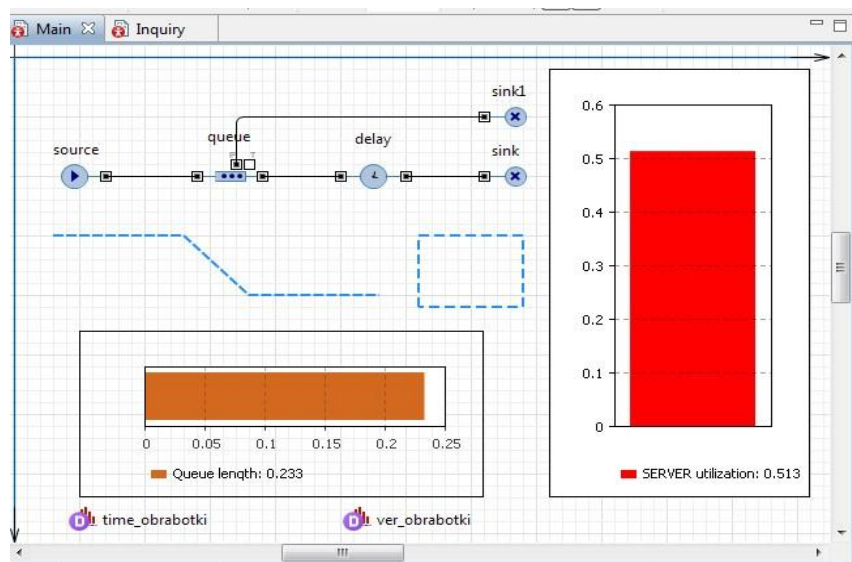 Main Inquiry
sink1
queue
delay
source
sink
0.6
0.5
0.4
0.3
0.2
0.1
0
SERVER utilization: 0.513
0 0.05 0.1 0.15 0.2 0.25
Queue length: 0.233
time_obrabotki
ver_obrabotki